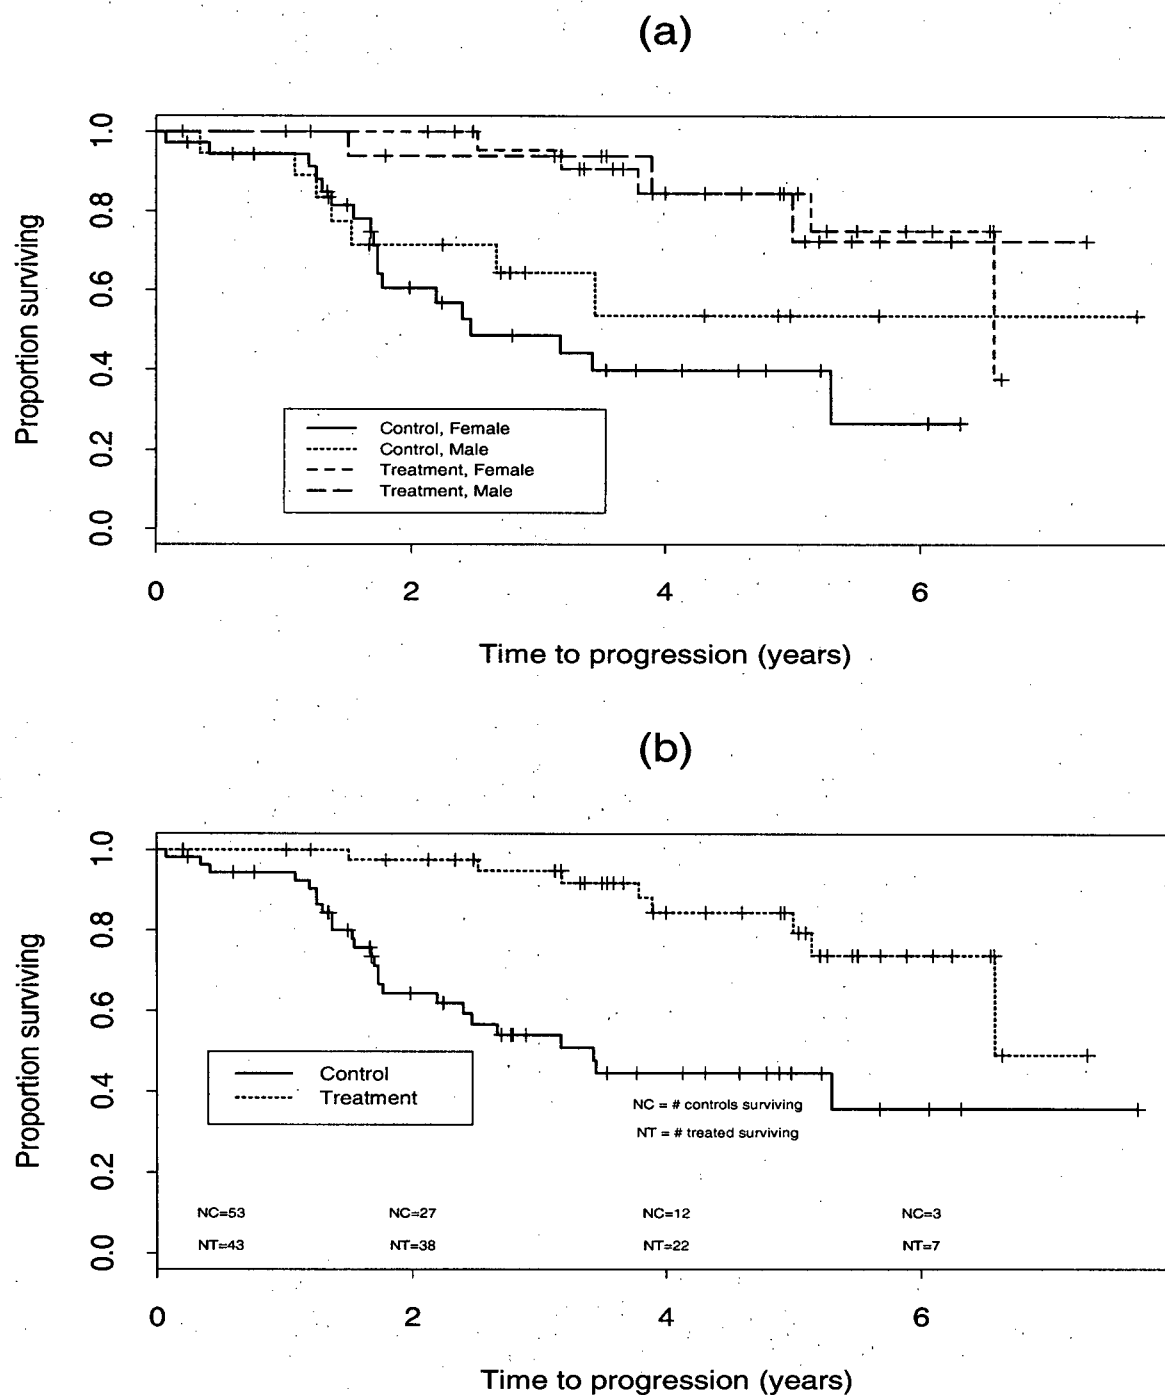 (a)
Proportion surviving
1.0
0.8
0.6
0.4
0.2
0.0
Control, Female
Control, Male
Treatment, Female
Treatment, Male
0 2 4 6
Time to progression (years)
(b)
Proportion surviving
1.0
0.8
0.6
0.4
0.2
0.0
Control
Treatment
NC = # controls surviving
NT = # treated surviving
NC=53 NC=27 NC=12 NC=3
NT=43 NT=38 NT=22 NT=7
0 2 4 6
Time to progression (years)